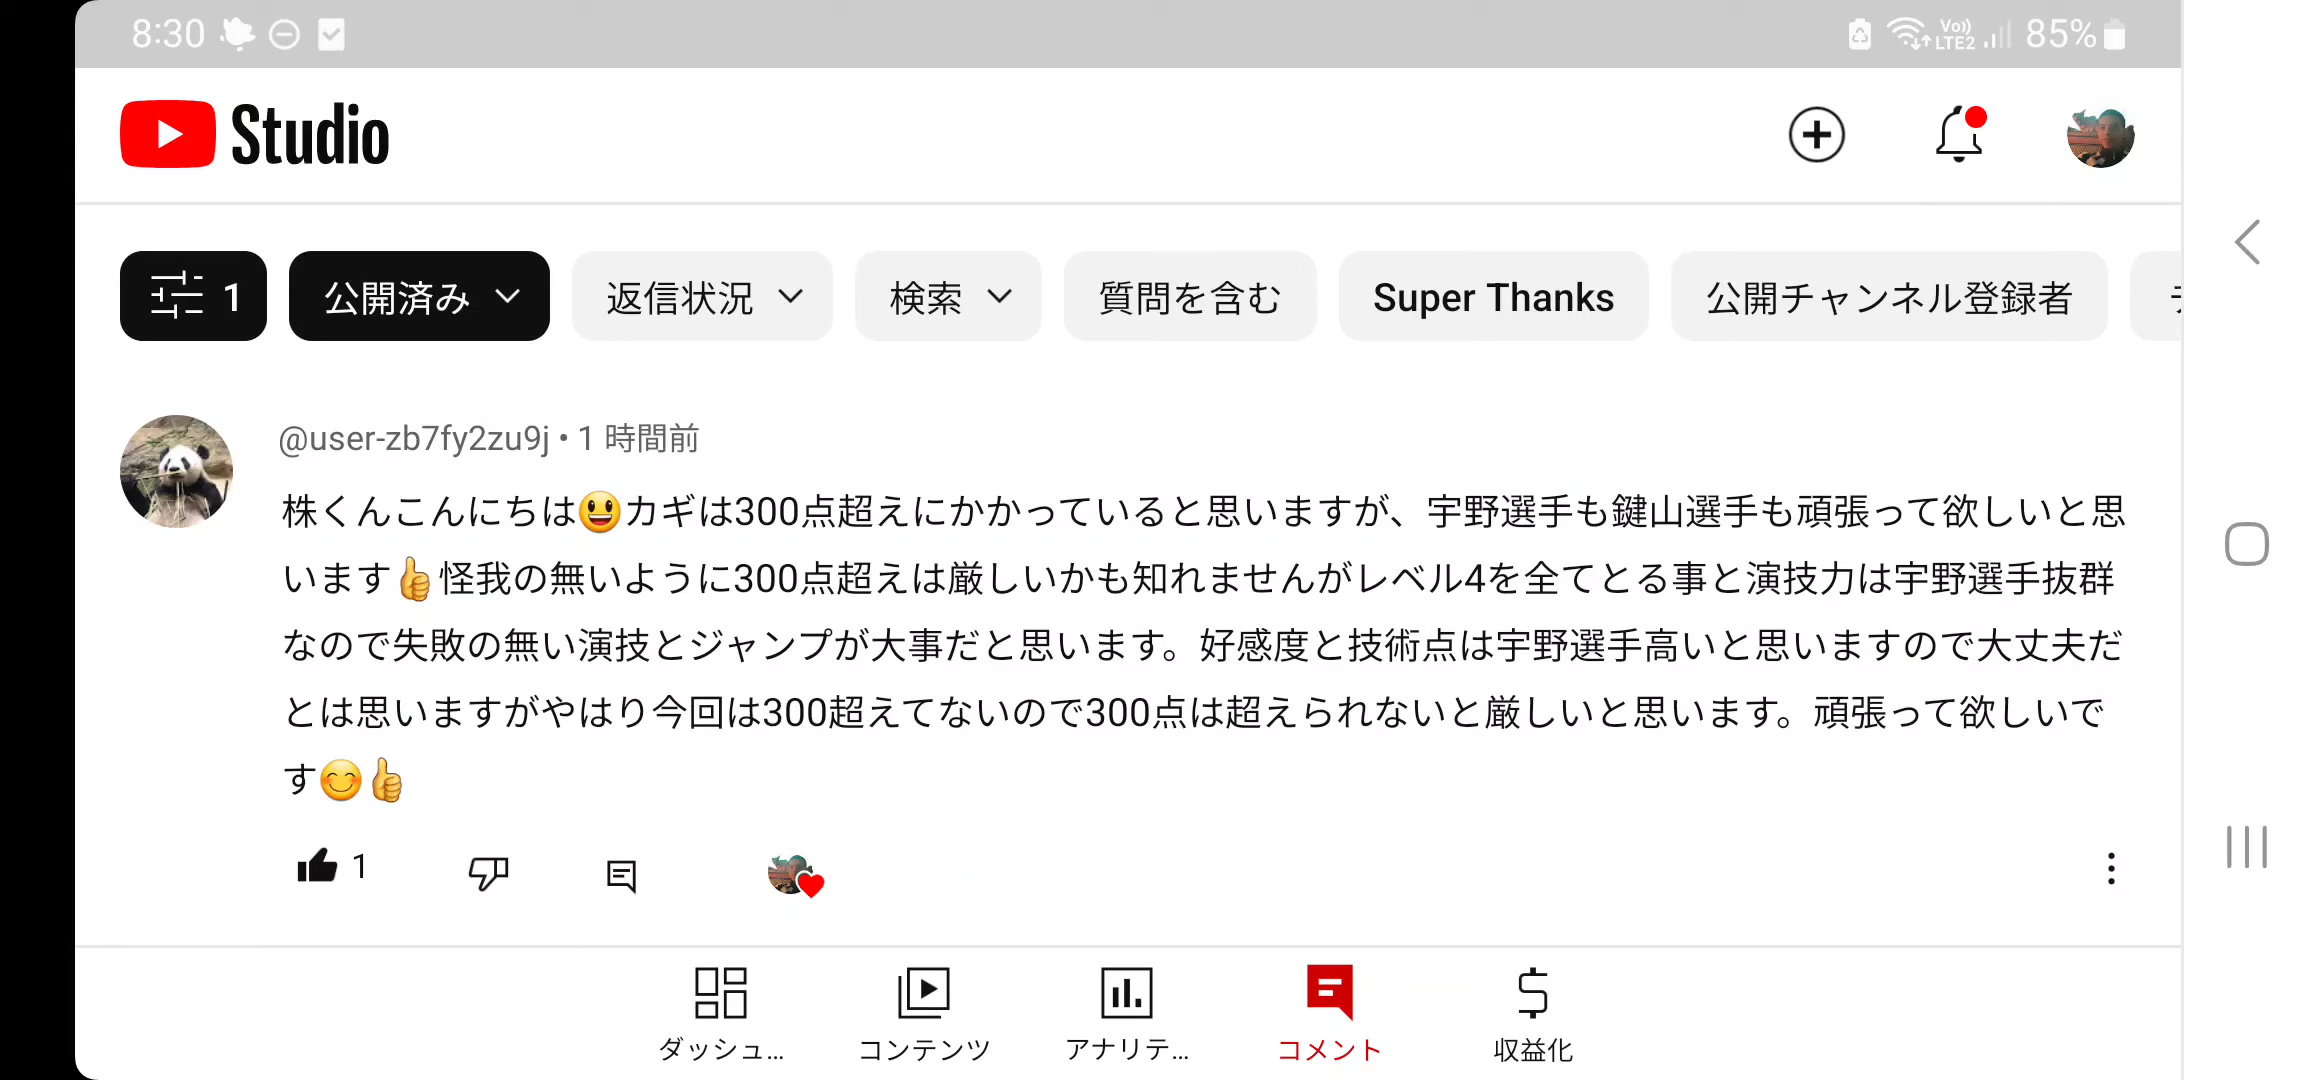 8:30
Vo)) LTE2 85%
Studio
1 公開済み 返信状況 検索 質問を含む Super Thanks 公開チャンネル登録者
@user-zb7fy2zu9j • 1 時間前
株くんこんにちは😃カギは300点超えにかかっていると思いますが、宇野選手も鍵山選手も頑張って欲しいと思
います👍怪我の無いように300点超えは厳しいかも知れませんがレベル4を全てとる事と演技力は宇野選手抜群
なので失敗の無い演技とジャンプが大事だと思います。好感度と技術点は宇野選手高いと思いますので大丈夫だ
とは思いますがやはり今回は300超えてないので300点は超えられないと厳しいと思います。頑張って欲しいで
す😊👍
1
ダッシュ... コンテンツ アナリテ... コメント 収益化